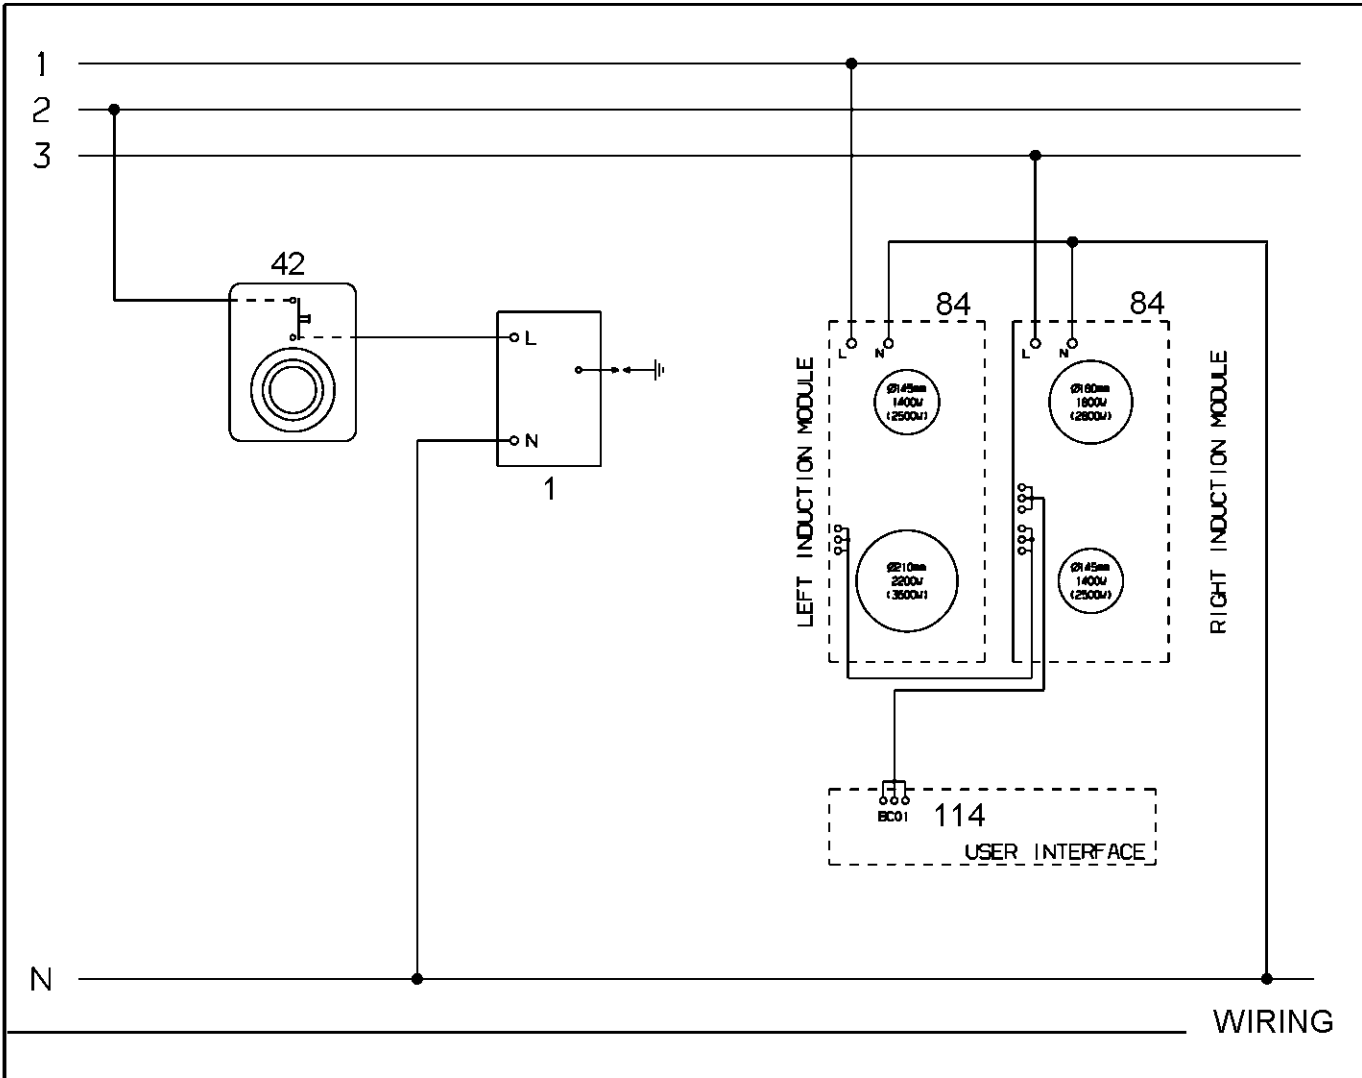 1
2
3
42
84
84
L
N
L
N
L
N
1
Ø145mm
1400W
(2500W)
Ø180mm
1800W
(2800W)
LEFT INDUCTION MODULE
RIGHT INDUCTION MODULE
Ø210mm
2200W
(3600W)
Ø145mm
1400W
(2500W)
BC01
114
USER INTERFACE
N
WIRING